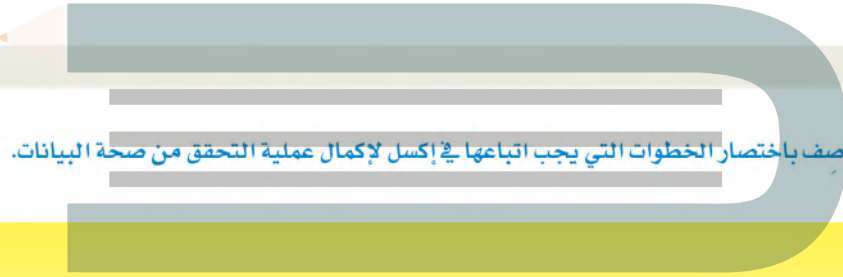 صِف باختصار الخطوات التي يجب اتباعها في إكسل لإكمال عملية التحقق من صحة البيانات.